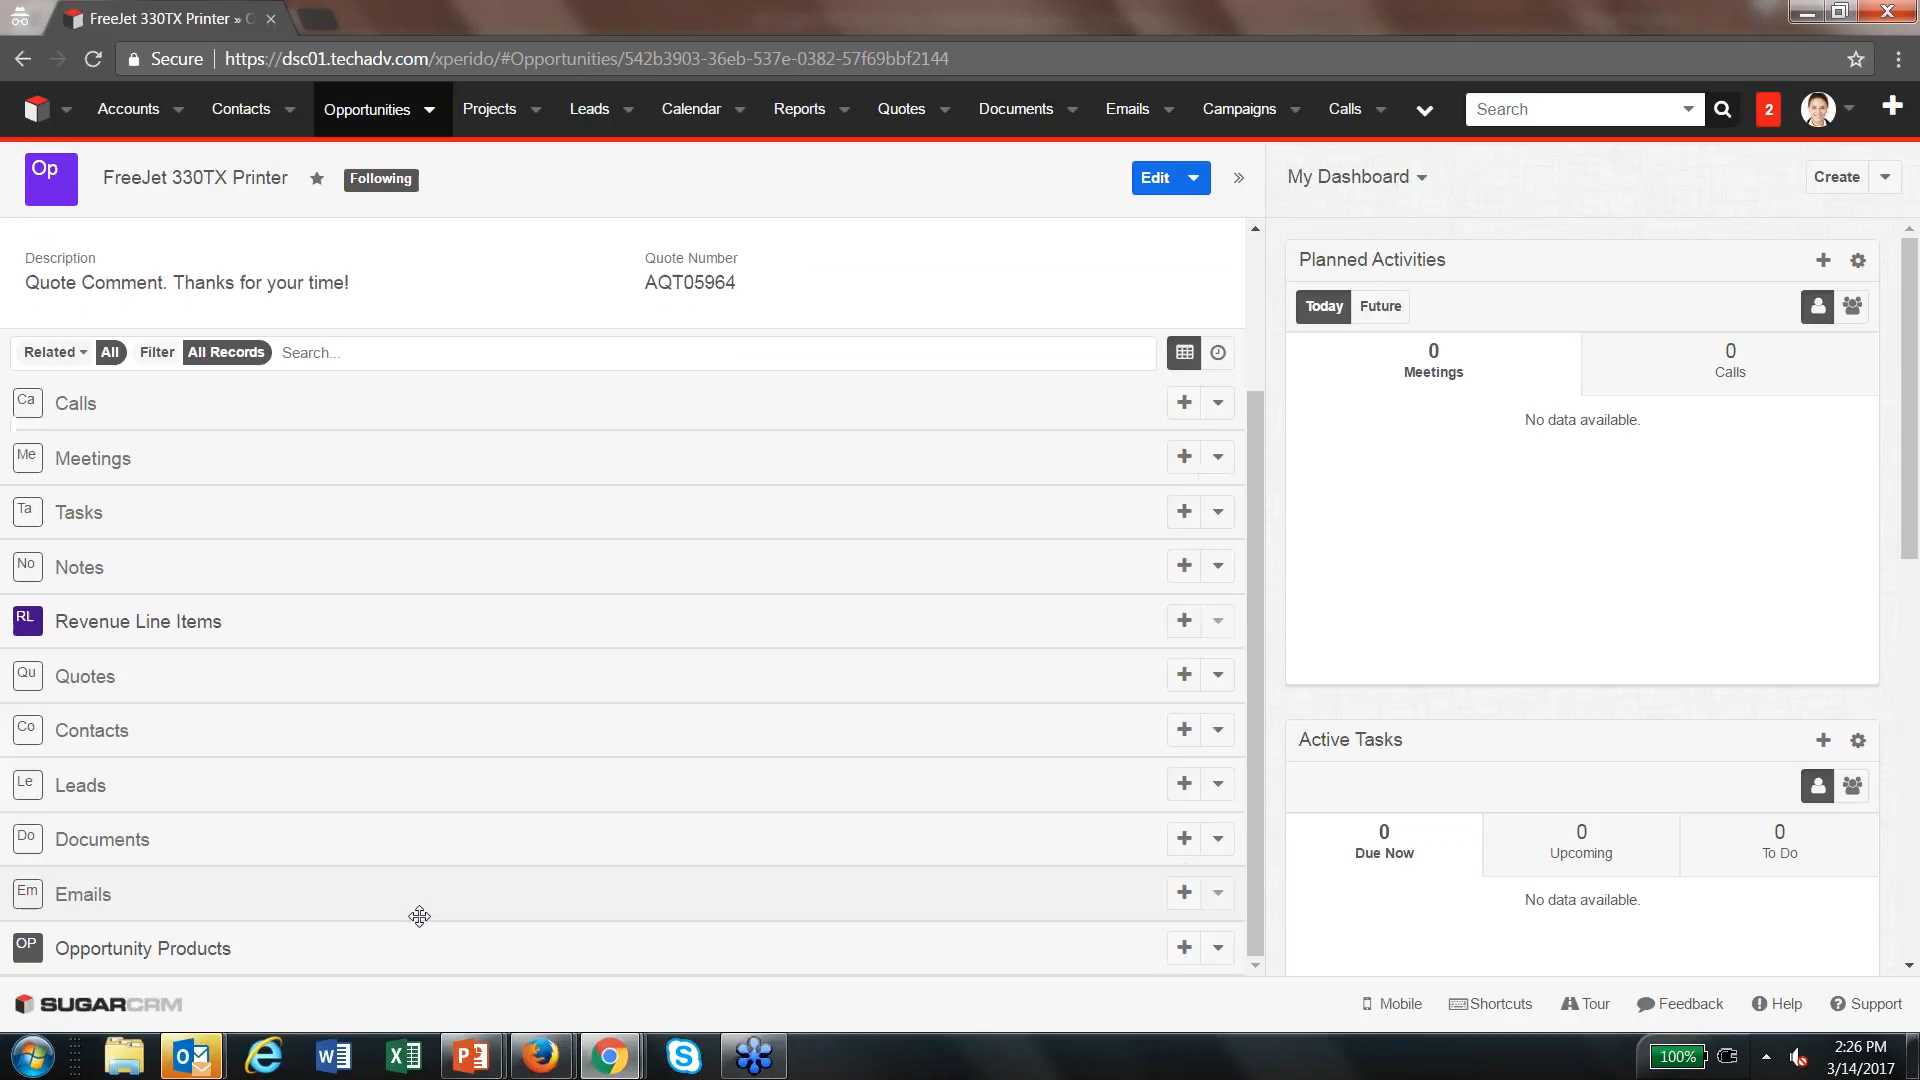 FreeJet 330TX Printer »
Secure
https://dsc01.techadv.com/xperido/#Opportunities/542b3903-36eb-537e-0382-57f69bbf2144
Accounts
Contacts
Opportunities
Projects
Leads
Calendar
Reports
Quotes
Documents
Emails
Campaigns
Calls
Search
2
Op
FreeJet 330TX Printer
Following
Edit
»
My Dashboard
Create
Description
Quote Number
Quote Comment. Thanks for your time!
AQT05964
Related
All
Filter
All Records
Search...
Ca
Calls
Me
Meetings
Ta
Tasks
No
Notes
RL
Revenue Line Items
Qu
Quotes
Co
Contacts
Le
Leads
Do
Documents
Em
Emails
OP
Opportunity Products
Planned Activities
Today
Future
0
Meetings
0
Calls
No data available.
Active Tasks
0
Due Now
0
Upcoming
0
To Do
No data available.
SUGARCRM
Mobile
Shortcuts
Tour
Feedback
Help
Support
100%
2:26 PM
3/14/2017